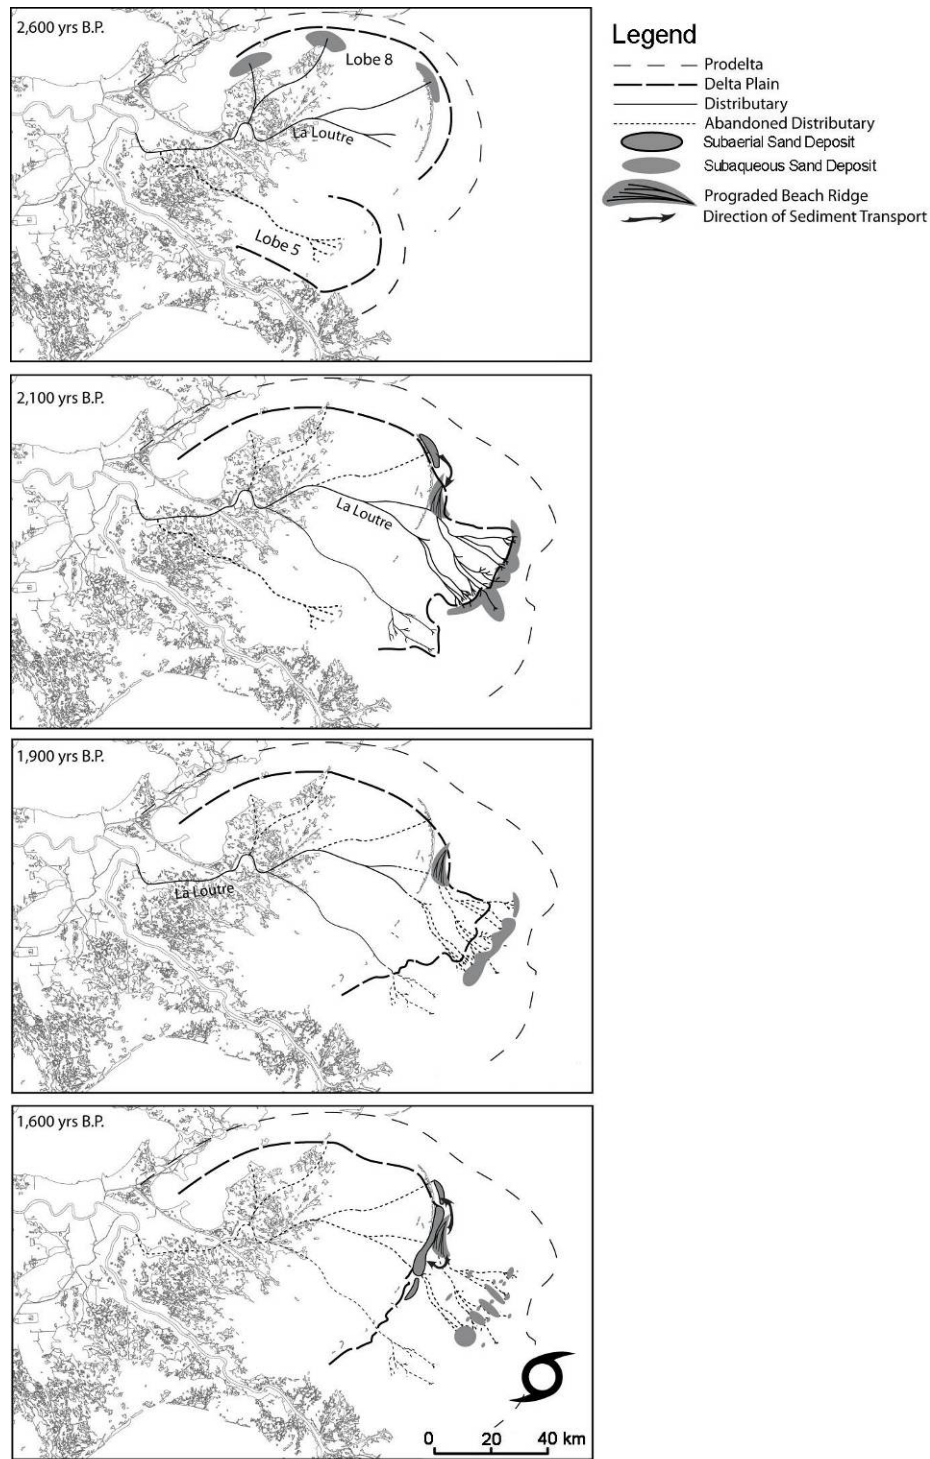 2,600 yrs B.P.
Lobe 8
La Loutre
Lobe 5
Legend
Prodelta
Delta Plain
Distributary
Abandoned Distributary
Subaerial Sand Deposit
Subaqueous Sand Deposit
Prograded Beach Ridge
Direction of Sediment Transport
2,100 yrs B.P.
La Loutre
1,900 yrs B.P.
La Loutre
1,600 yrs B.P.
0 20 40 km